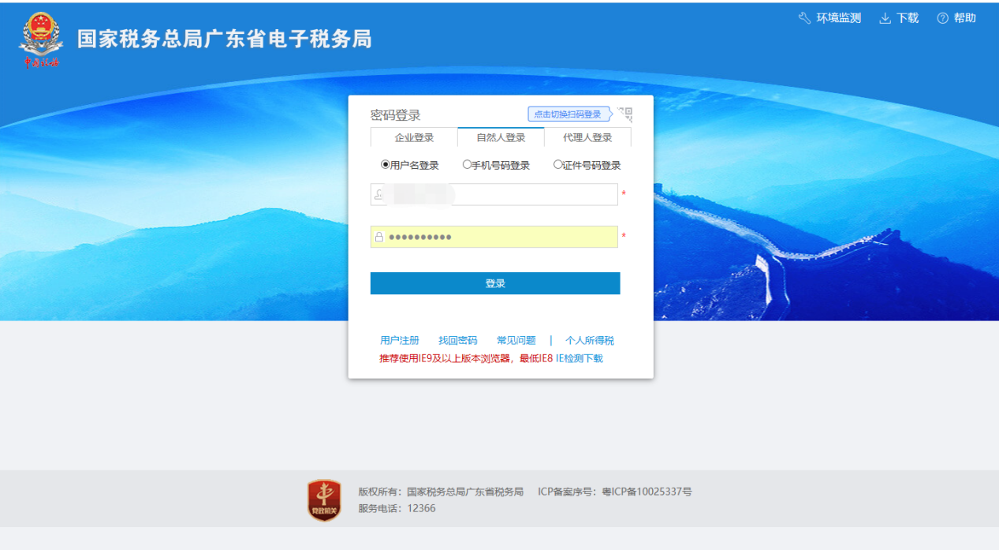 环境监测 下载 帮助
国家税务总局广东省电子税务局
中国税务
密码登录 点击切换扫码登录
企业登录 自然人登录 代理人登录
用户名登录 手机号码登录 证件号码登录
*
●●●●●●●●●● *
登录
用户注册 找回密码 常见问题 | 个人所得税
推荐使用IE9及以上版本浏览器，最低IE8 IE检测下载
版权所有：国家税务总局广东省税务局 ICP备案序号：粤ICP备10025337号
党政机关
服务电话：12366